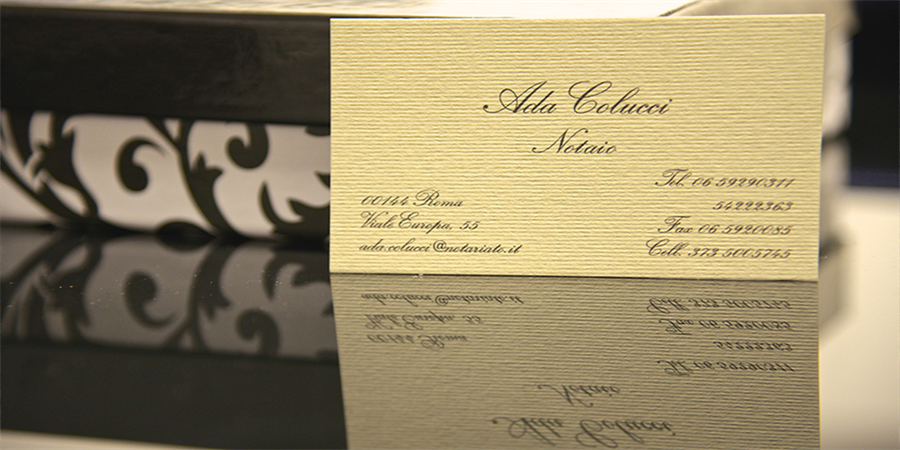 Ada Colucci
Notaio
00144 Roma
Viale Europa, 55
ada.colucci@notariato.it
Tel. 06 59290311
54222363
Fax 06 5920085
Cell. 373 5005745